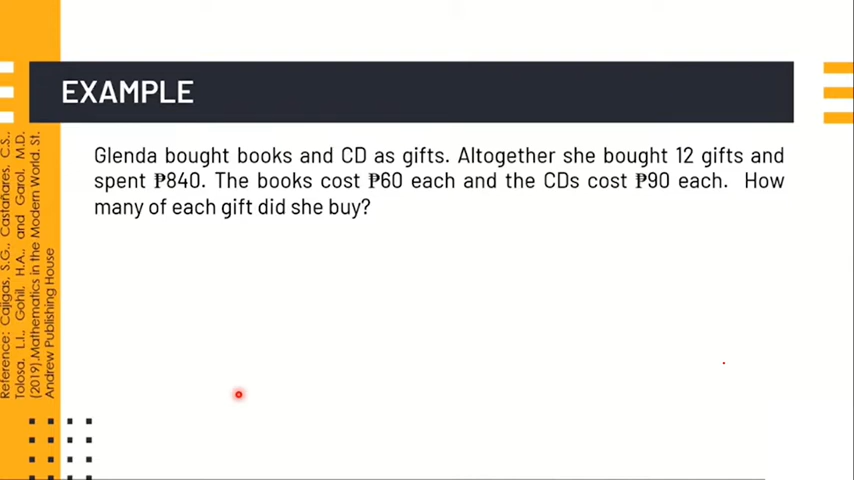 EXAMPLE
Glenda bought books and CD as gifts. Altogether she bought 12 gifts and
spent ₱840. The books cost ₱60 each and the CDs cost ₱90 each. How
many of each gift did she buy?
Reference: Cajigas, S.G., Castañares, C.S.,
Tolosa, L.I., Gohil, H.A., and Garol, M.D.
(2019).Mathematics in the Modern World. St.
Andrew Publishing House